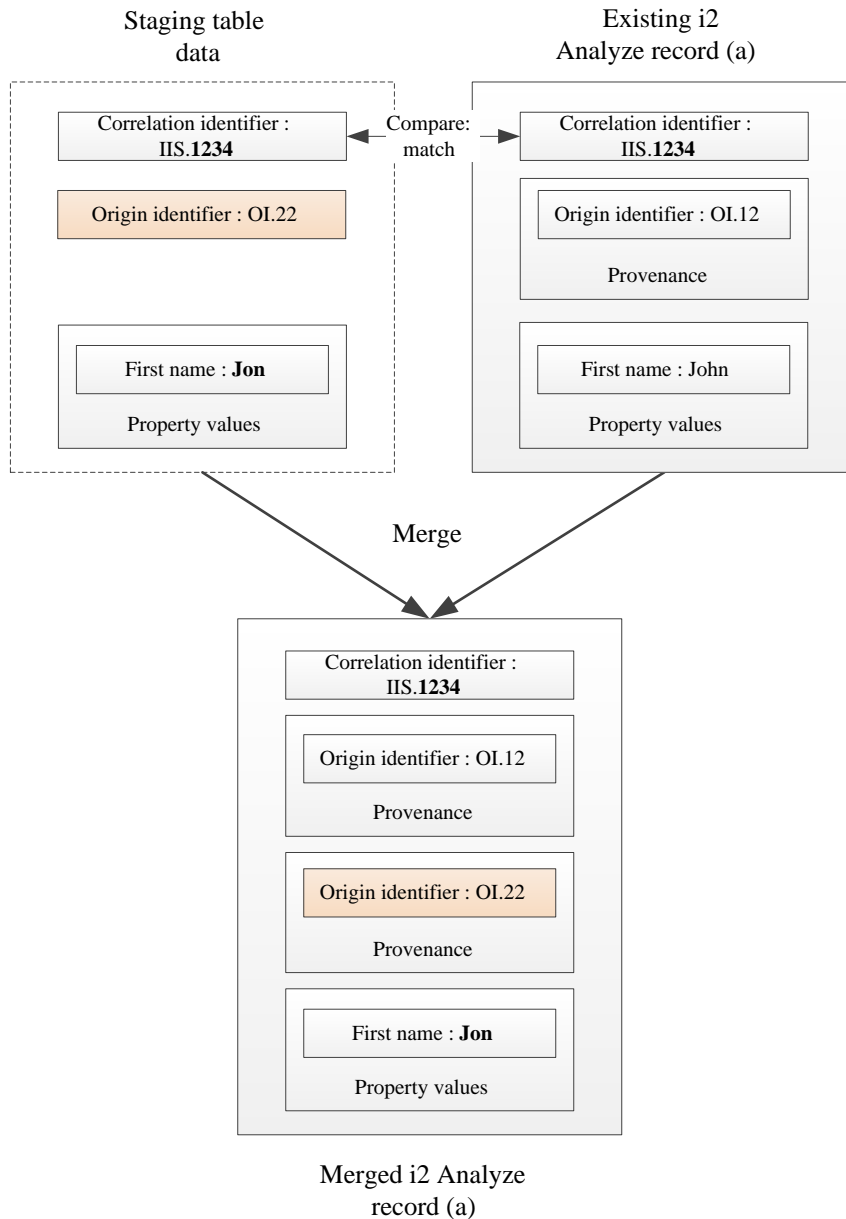 Staging table
data
Existing i2
Analyze record (a)
Correlation identifier :
IIS.1234
Compare:
match
Correlation identifier :
IIS.1234
Origin identifier : OI.22
Origin identifier : OI.12
Provenance
First name : Jon
Property values
First name : John
Property values
Merge
Correlation identifier :
IIS.1234
Origin identifier : OI.12
Provenance
Origin identifier : OI.22
Provenance
First name : Jon
Property values
Merged i2 Analyze
record (a)